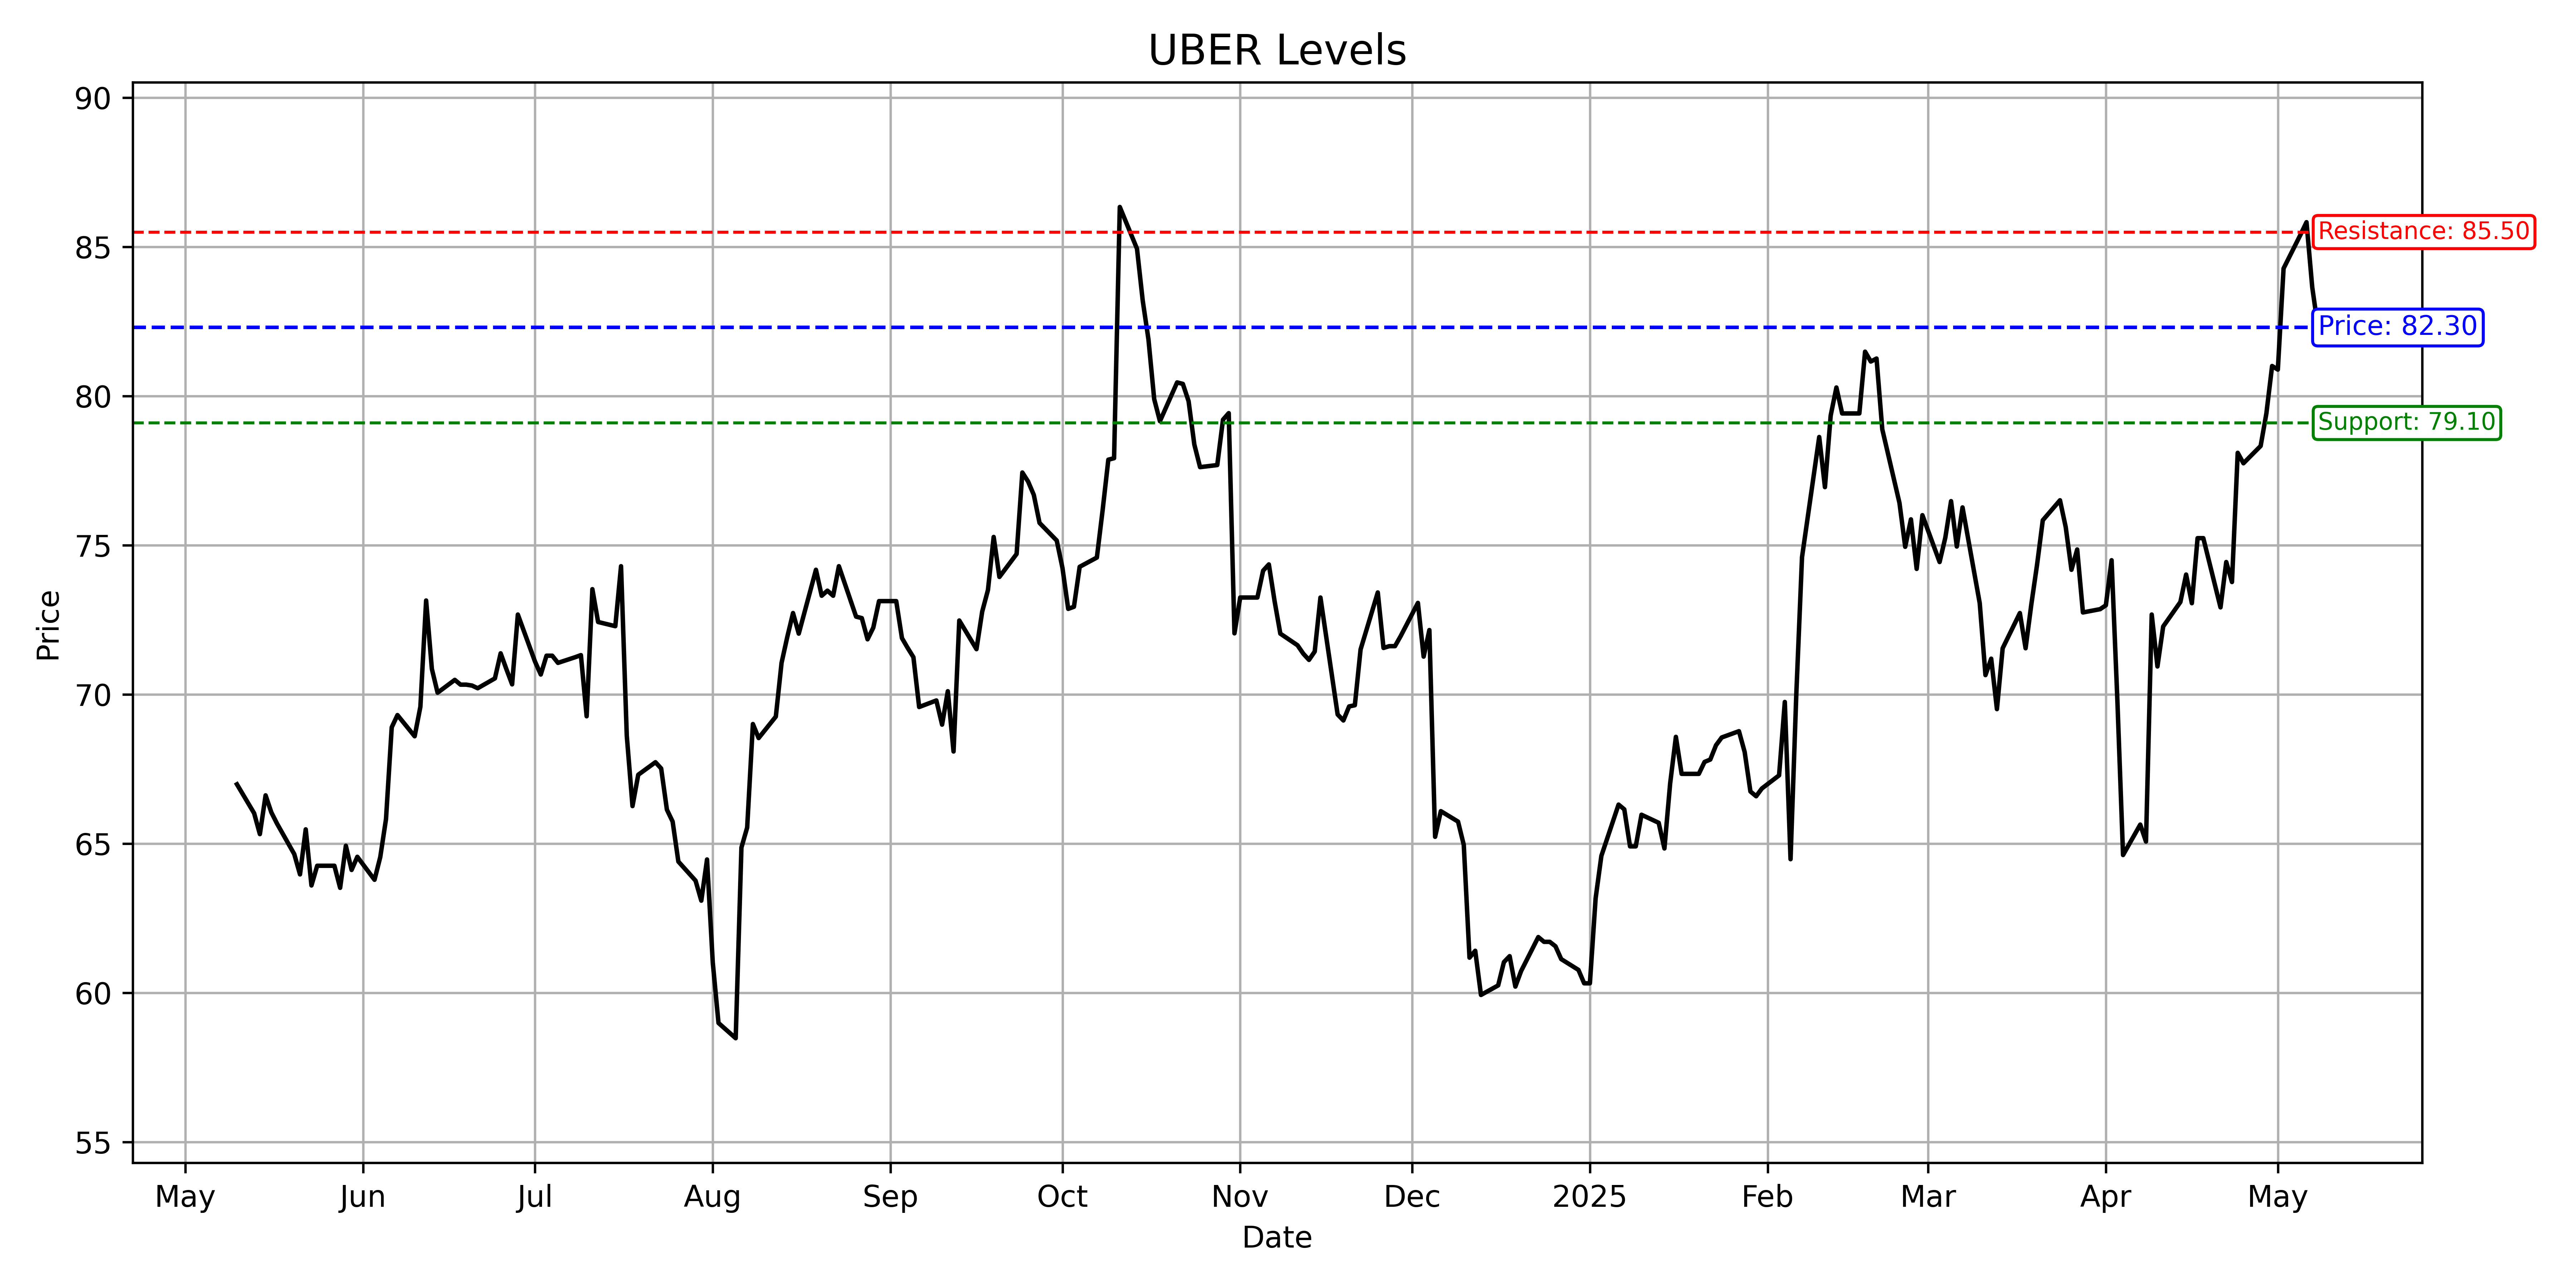 UBER Levels
90
85
80
75
70
65
60
55
Price
Resistance: 85.50
Price: 82.30
Support: 79.10
May Jun Jul Aug Sep Oct Nov Dec 2025 Feb Mar Apr May
Date